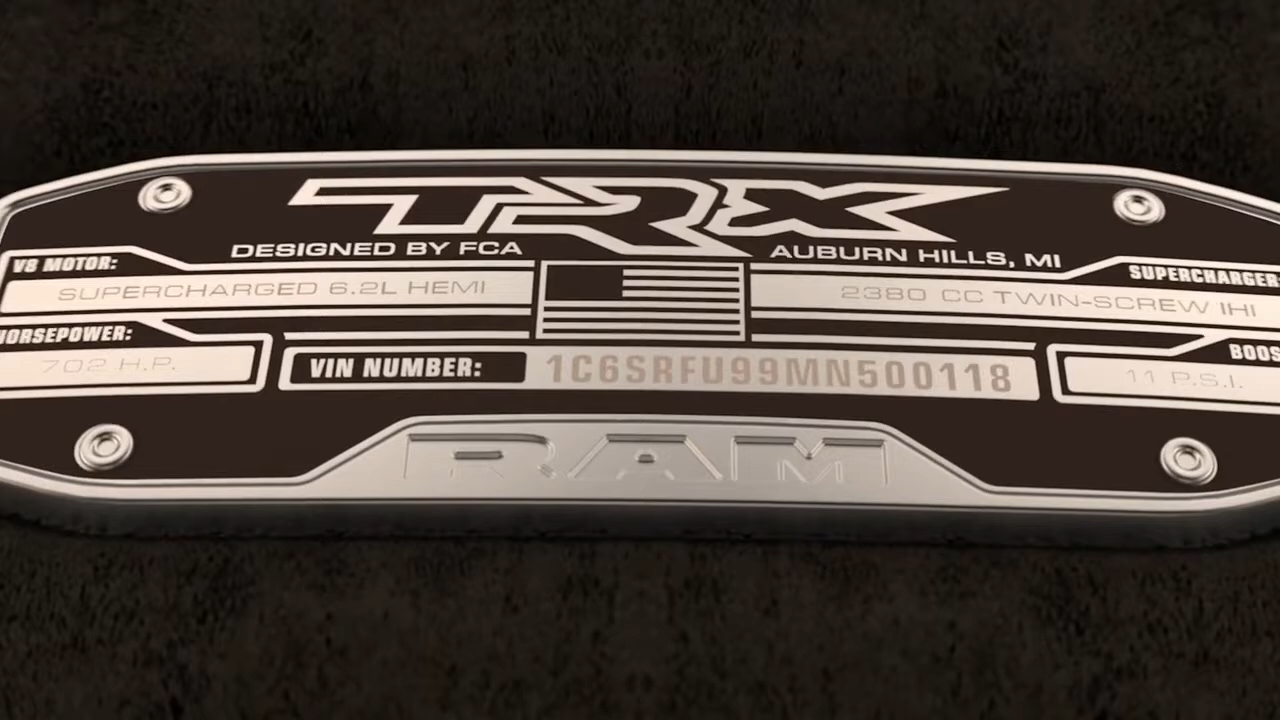 TRX
DESIGNED BY FCA
AUBURN HILLS, MI
V8 MOTOR:
SUPERCHARGED 6.2L HEMI
SUPERCHARGER
2380 CC TWIN-SCREW IHI
HORSEPOWER:
702 H.P.
VIN NUMBER:
1C6SRFU99MN500118
BOOS
11 P.S.I.
RAM